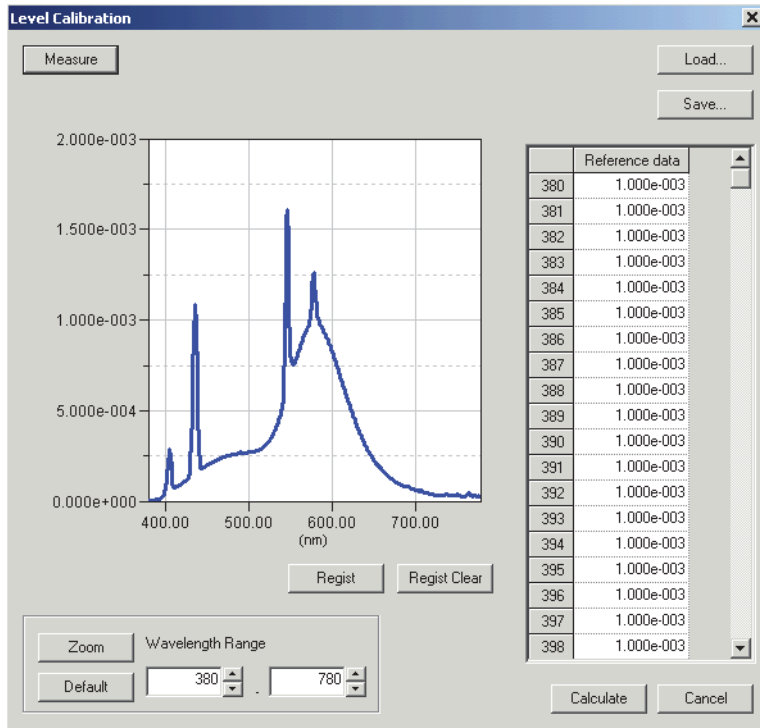 Level Calibration
Measure
Load...
Save...
2.000e-003
1.500e-003
1.000e-003
5.000e-004
0.000e+000
400.00 500.00 600.00 700.00
(nm)
Regist
Regist Clear
Reference data
380 1.000e-003
381 1.000e-003
382 1.000e-003
383 1.000e-003
384 1.000e-003
385 1.000e-003
386 1.000e-003
387 1.000e-003
388 1.000e-003
389 1.000e-003
390 1.000e-003
391 1.000e-003
392 1.000e-003
393 1.000e-003
394 1.000e-003
395 1.000e-003
396 1.000e-003
397 1.000e-003
398 1.000e-003
Zoom
Wavelength Range
Default
380 - 780
Calculate
Cancel